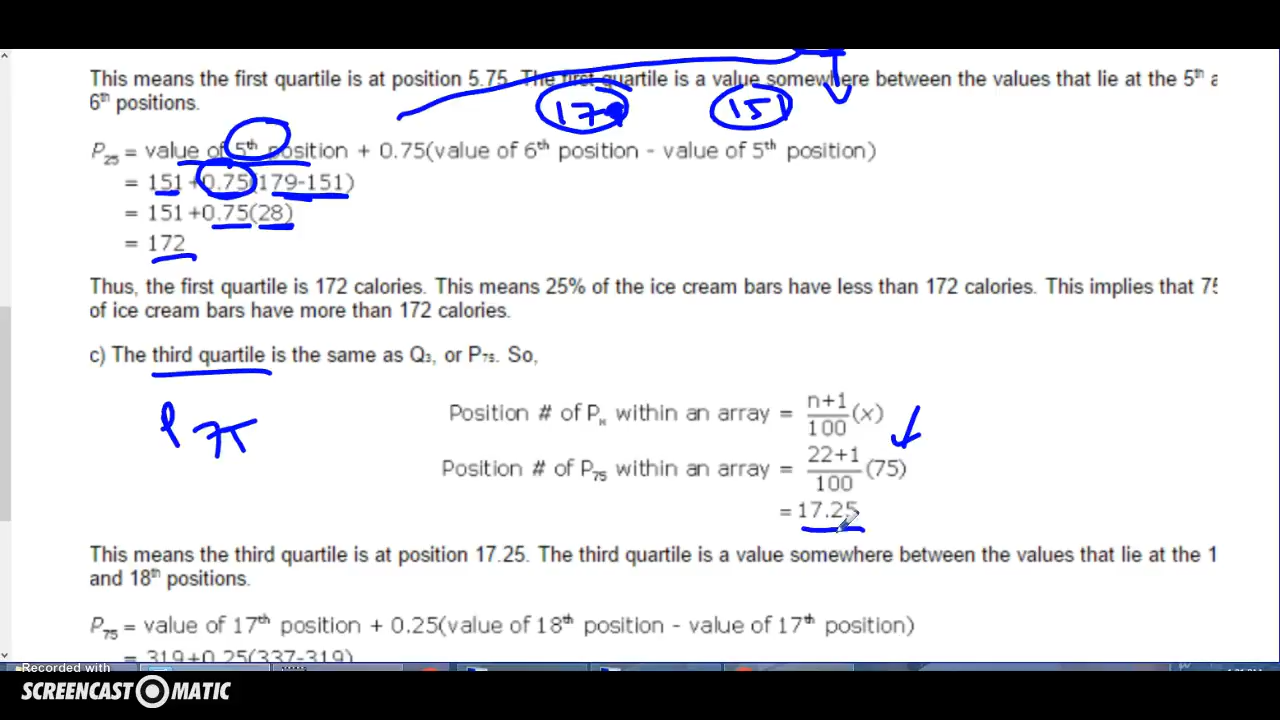 This means the first quartile is at position 5.75. The first quartile is a value somewhere between the values that lie at the 5th a
6th positions.
179 151
P25 = value of 5th position + 0.75(value of 6th position - value of 5th position)
= 151 +0.75(179-151)
= 151 +0.75(28)
= 172
Thus, the first quartile is 172 calories. This means 25% of the ice cream bars have less than 172 calories. This implies that 75
of ice cream bars have more than 172 calories.
c) The third quartile is the same as Q3, or P75. So,
P75
Position # of Px within an array = n+1/100 (x)
Position # of P75 within an array = 22+1/100 (75)
= 17.25
This means the third quartile is at position 17.25. The third quartile is a value somewhere between the values that lie at the 1
and 18th positions.
P75 = value of 17th position + 0.25(value of 18th position - value of 17th position)
= 319+0.25(337-319)
Recorded with
SCREENCAST-O-MATIC